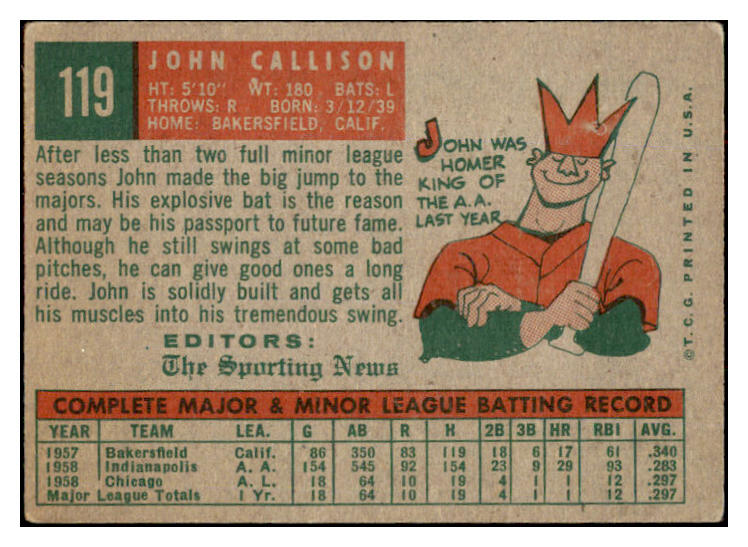 119
JOHN CALLISON
HT: 5'10" WT: 180 BATS: L
THROWS: R BORN: 3/12/39
HOME: BAKERSFIELD, CALIF.
After less than two full minor league
seasons John made the big jump to the
majors. His explosive bat is the reason
and may be his passport to future fame.
Although he still swings at some bad
pitches, he can give good ones a long
ride. John is solidly built and gets all
his muscles into his tremendous swing.
EDITORS:
The Sporting News
JOHN WAS
HOMER
KING OF
THE A.A.
LAST YEAR
©T.C.G. PRINTED IN U.S.A.
COMPLETE MAJOR & MINOR LEAGUE BATTING RECORD
YEAR TEAM LEA. G AB R H 2B 3B HR RBI AVG.
1957 Bakersfield Calif. 86 350 83 119 18 6 17 61 .340
1958 Indianapolis A. A. 154 545 92 154 23 9 29 93 .283
1958 Chicago A. L. 18 64 10 19 4 1 1 12 .297
Major League Totals 1 Yr. 18 64 10 19 4 1 1 12 .297